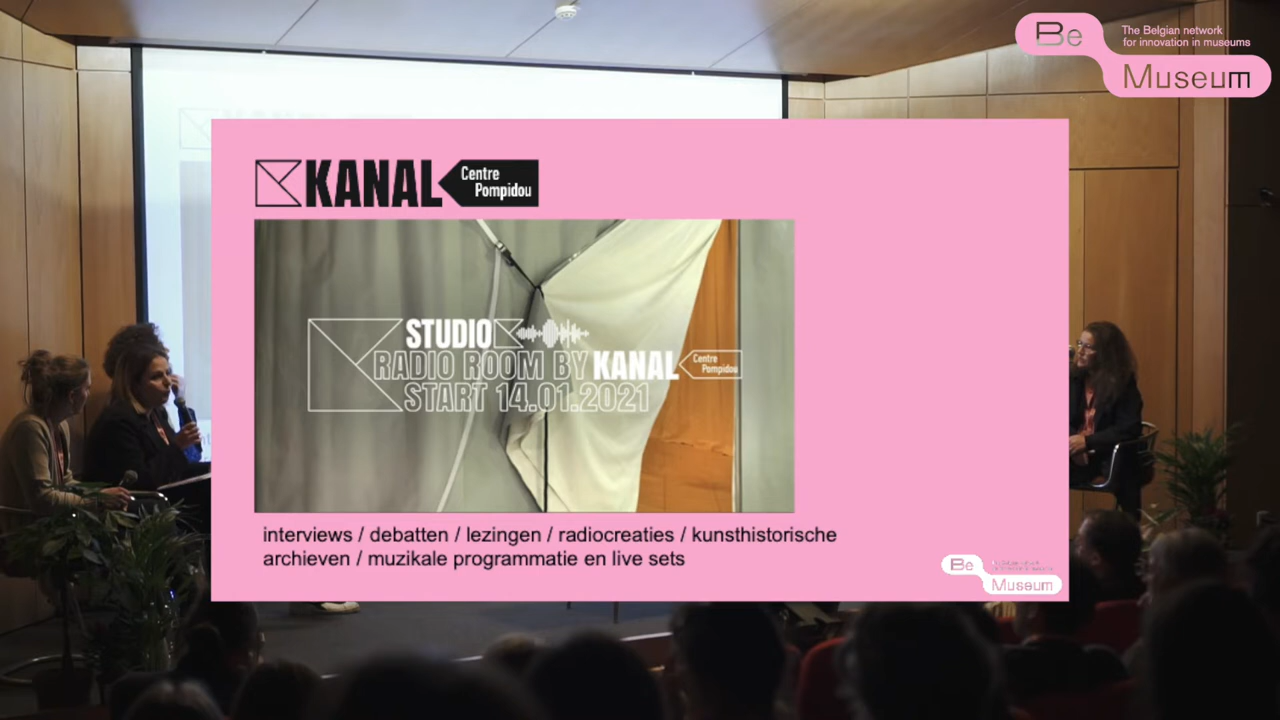 Be
The Belgian network
for innovation in museums
Museum
KANAL
Centre
Pompidou
STUDIO
RADIO ROOM BY KANAL
Centre
Pompidou
START 14.01.2021
interviews / debatten / lezingen / radiocreaties / kunsthistorische
archieven / muzikale programmatie en live sets
Be
Museum